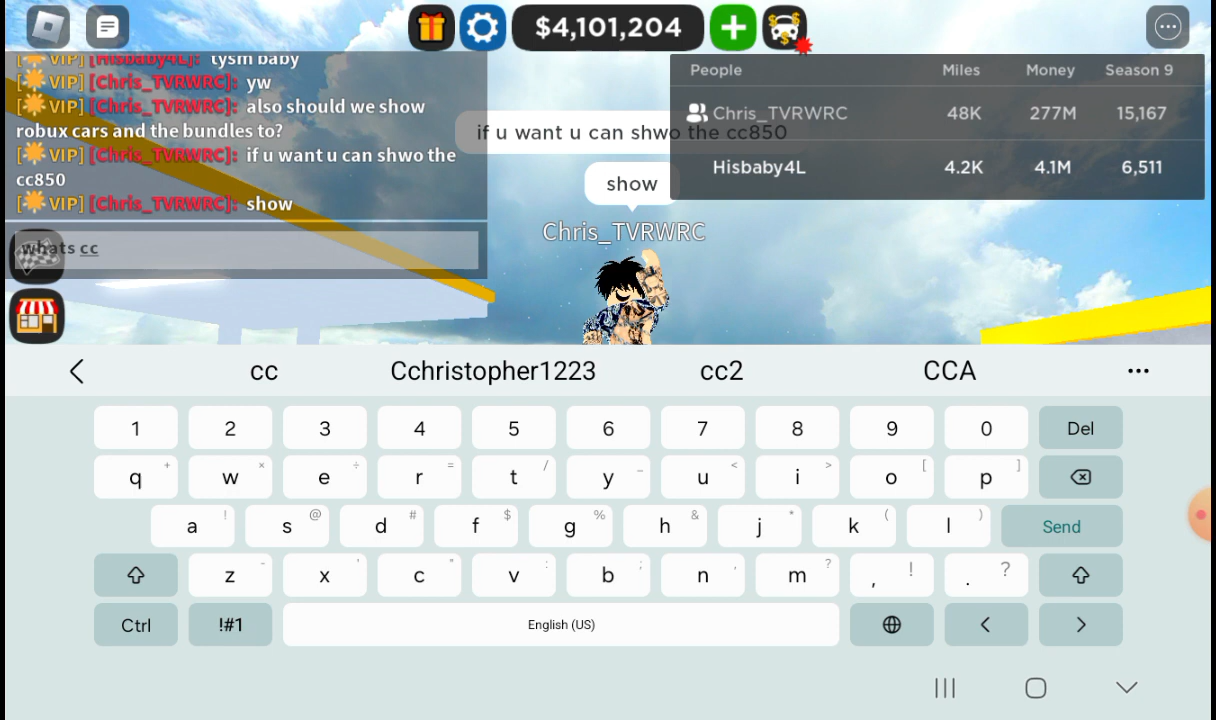 $4,101,204
[VIP] [Hisbaby4L]: tysm baby
[VIP] [Chris_TVRWRC]: yw
[VIP] [Chris_TVRWRC]: also should we show
robux cars and the bundles to?
[VIP] [Chris_TVRWRC]: if u want u can shwo the
cc850
[VIP] [Chris_TVRWRC]: show
whats cc
People Miles Money Season 9
Chris_TVRWRC 48K 277M 15,167
Hisbaby4L 4.2K 4.1M 6,511
if u want u can shwo the cc850
show
Chris_TVRWRC
cc Cchristopher1223 cc2 CCA ...
1 2 3 4 5 6 7 8 9 0 Del
q + w × e ÷ r = t / y _ u < i > o [ p ]
a ! s @ d # f $ g % h & j * k ( l ) Send
z - x ' c " v : b ; n , m ? , ! . ?
Ctrl !#1 English (US) < >